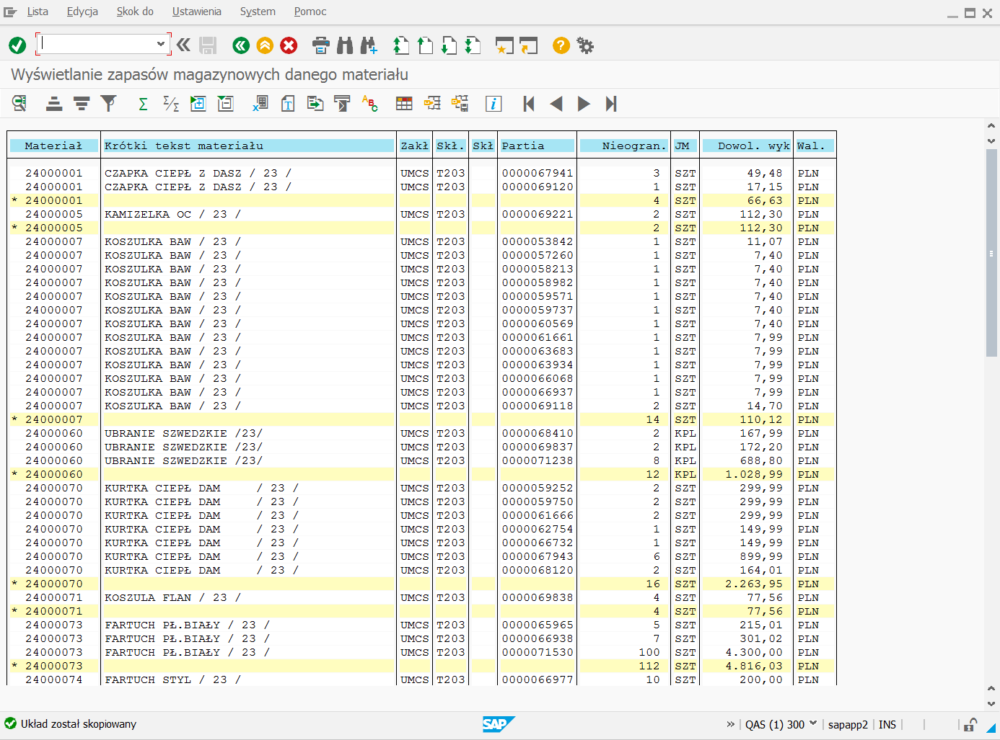 Lista Edycja Skok do Ustawienia System Pomoc
Wyświetlanie zapasów magazynowych danego materiału
Materiał Krótki tekst materiału Zakł Skł. Skł Partia Nieogran. JM Dowol. wyk Wal.
24000001 CZAPKA CIEPŁ Z DASZ / 23 / UMCS T203 0000067941 3 SZT 49,48 PLN
24000001 CZAPKA CIEPŁ Z DASZ / 23 / UMCS T203 0000069120 1 SZT 17,15 PLN
* 24000001 4 SZT 66,63 PLN
24000005 KAMIZELKA OC / 23 / UMCS T203 0000069221 2 SZT 112,30 PLN
* 24000005 2 SZT 112,30 PLN
24000007 KOSZULKA BAW / 23 / UMCS T203 0000053842 1 SZT 11,07 PLN
24000007 KOSZULKA BAW / 23 / UMCS T203 0000057260 1 SZT 7,40 PLN
24000007 KOSZULKA BAW / 23 / UMCS T203 0000058213 1 SZT 7,40 PLN
24000007 KOSZULKA BAW / 23 / UMCS T203 0000058982 1 SZT 7,40 PLN
24000007 KOSZULKA BAW / 23 / UMCS T203 0000059571 1 SZT 7,40 PLN
24000007 KOSZULKA BAW / 23 / UMCS T203 0000059737 1 SZT 7,40 PLN
24000007 KOSZULKA BAW / 23 / UMCS T203 0000060569 1 SZT 7,40 PLN
24000007 KOSZULKA BAW / 23 / UMCS T203 0000061661 1 SZT 7,99 PLN
24000007 KOSZULKA BAW / 23 / UMCS T203 0000063683 1 SZT 7,99 PLN
24000007 KOSZULKA BAW / 23 / UMCS T203 0000063934 1 SZT 7,99 PLN
24000007 KOSZULKA BAW / 23 / UMCS T203 0000066068 1 SZT 7,99 PLN
24000007 KOSZULKA BAW / 23 / UMCS T203 0000066937 1 SZT 7,99 PLN
24000007 KOSZULKA BAW / 23 / UMCS T203 0000069118 2 SZT 14,70 PLN
* 24000007 14 SZT 110,12 PLN
24000060 UBRANIE SZWEDZKIE /23/ UMCS T203 0000068410 2 KPL 167,99 PLN
24000060 UBRANIE SZWEDZKIE /23/ UMCS T203 0000069837 2 KPL 172,20 PLN
24000060 UBRANIE SZWEDZKIE /23/ UMCS T203 0000071238 8 KPL 688,80 PLN
* 24000060 12 KPL 1.028,99 PLN
24000070 KURTKA CIEPŁ DAM / 23 / UMCS T203 0000059252 2 SZT 299,99 PLN
24000070 KURTKA CIEPŁ DAM / 23 / UMCS T203 0000059750 2 SZT 299,99 PLN
24000070 KURTKA CIEPŁ DAM / 23 / UMCS T203 0000061666 2 SZT 299,99 PLN
24000070 KURTKA CIEPŁ DAM / 23 / UMCS T203 0000062754 1 SZT 149,99 PLN
24000070 KURTKA CIEPŁ DAM / 23 / UMCS T203 0000066732 1 SZT 149,99 PLN
24000070 KURTKA CIEPŁ DAM / 23 / UMCS T203 0000067943 6 SZT 899,99 PLN
24000070 KURTKA CIEPŁ DAM / 23 / UMCS T203 0000068120 2 SZT 164,01 PLN
* 24000070 16 SZT 2.263,95 PLN
24000071 KOSZULA FLAN / 23 / UMCS T203 0000069838 4 SZT 77,56 PLN
* 24000071 4 SZT 77,56 PLN
24000073 FARTUCH PŁ.BIAŁY / 23 / UMCS T203 0000065965 5 SZT 215,01 PLN
24000073 FARTUCH PŁ.BIAŁY / 23 / UMCS T203 0000066938 7 SZT 301,02 PLN
24000073 FARTUCH PŁ.BIAŁY / 23 / UMCS T203 0000071530 100 SZT 4.300,00 PLN
* 24000073 112 SZT 4.816,03 PLN
24000074 FARTUCH STYL / 23 / UMCS T203 0000066977 10 SZT 200,00 PLN
Układ został skopiowany SAP QAS (1) 300 sapapp2 INS